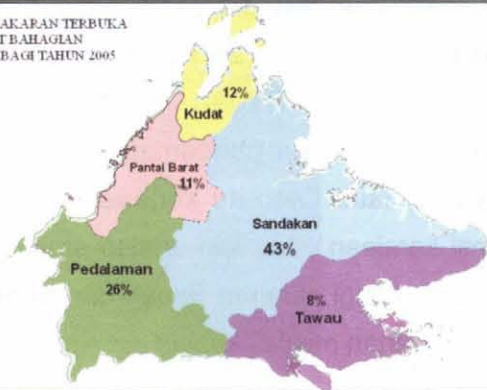 AKARAN TERBUKA
T BAHAGIAN
BAGI TAHUN 2005
12%
Kudat
Pantai Barat
11%
Sandakan
43%
Pedalaman
26%
8%
Tawau